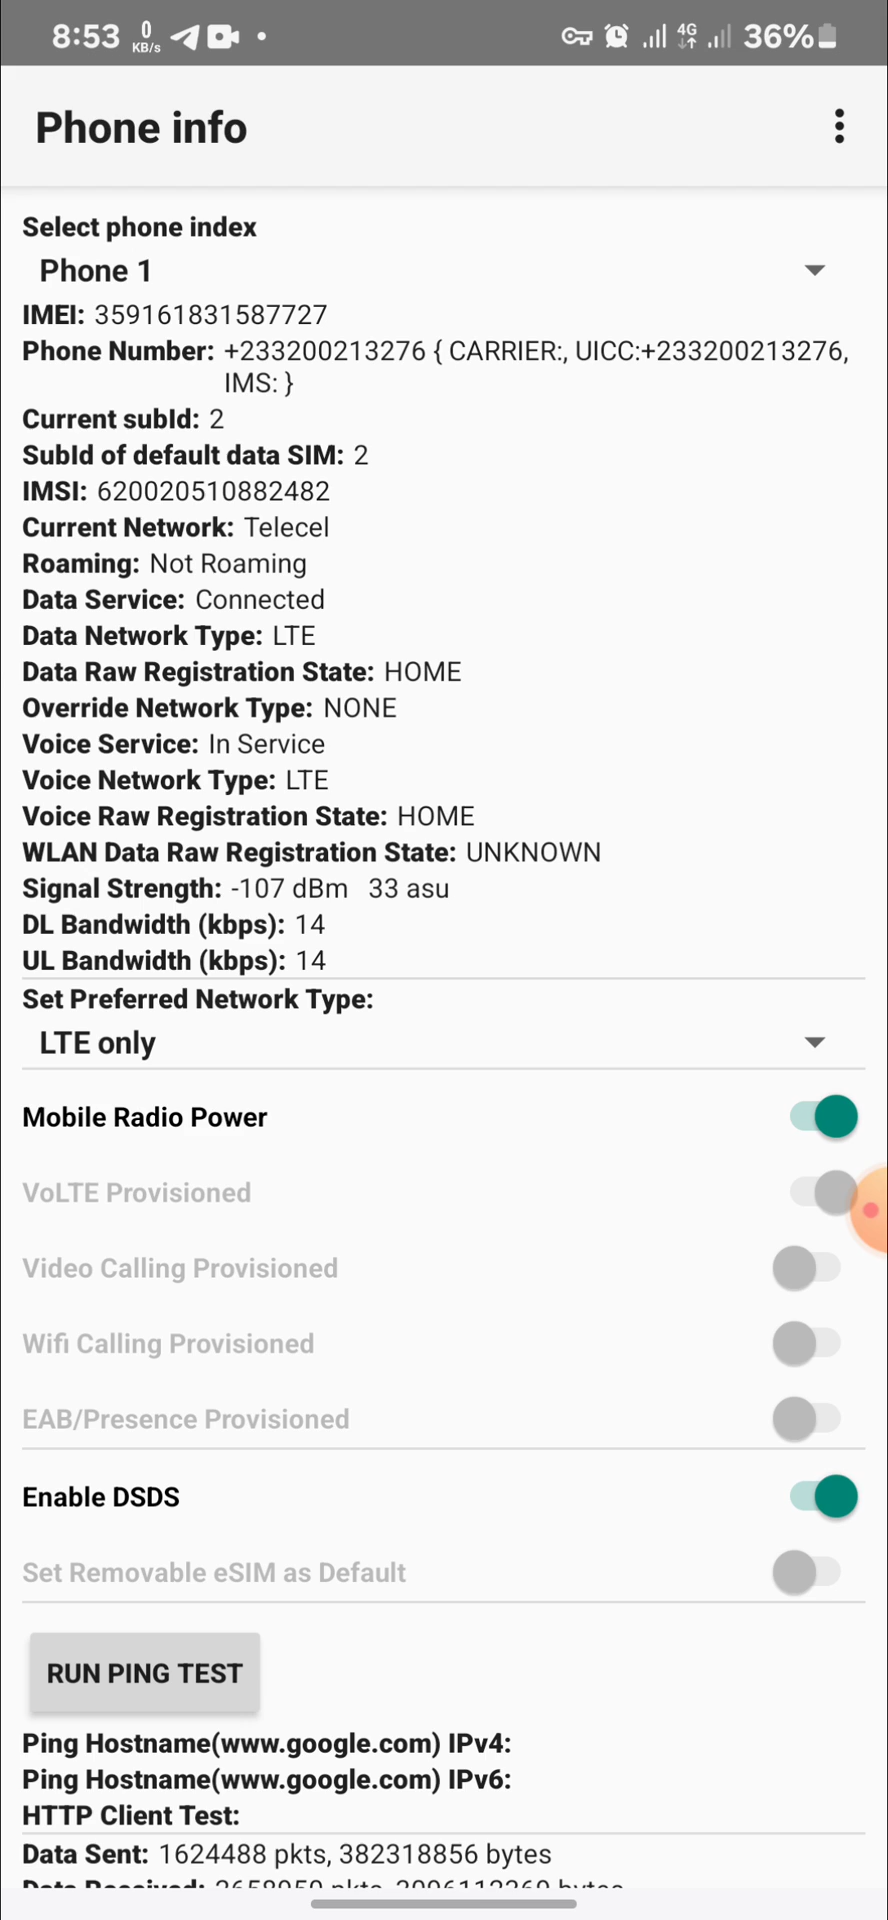 8:53 0 KB/s 4G 36%
Phone info
Select phone index
Phone 1
IMEI: 359161831587727
Phone Number: +233200213276 { CARRIER:, UICC:+233200213276,
IMS: }
Current subId: 2
SubId of default data SIM: 2
IMSI: 620020510882482
Current Network: Telecel
Roaming: Not Roaming
Data Service: Connected
Data Network Type: LTE
Data Raw Registration State: HOME
Override Network Type: NONE
Voice Service: In Service
Voice Network Type: LTE
Voice Raw Registration State: HOME
WLAN Data Raw Registration State: UNKNOWN
Signal Strength: -107 dBm 33 asu
DL Bandwidth (kbps): 14
UL Bandwidth (kbps): 14
Set Preferred Network Type:
LTE only
Mobile Radio Power
VoLTE Provisioned
Video Calling Provisioned
Wifi Calling Provisioned
EAB/Presence Provisioned
Enable DSDS
Set Removable eSIM as Default
RUN PING TEST
Ping Hostname(www.google.com) IPv4:
Ping Hostname(www.google.com) IPv6:
HTTP Client Test:
Data Sent: 1624488 pkts, 382318856 bytes
Data Received: pkts, bytes